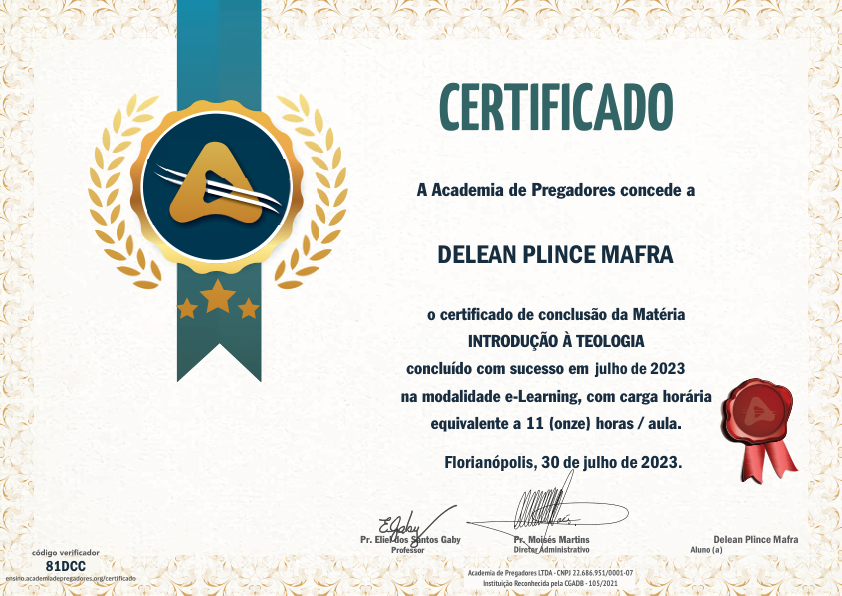 CERTIFICADO
A Academia de Pregadores concede a
DELEAN PLINCE MAFRA
o certificado de conclusão da Matéria
INTRODUÇÃO À TEOLOGIA
concluído com sucesso em julho de 2023
na modalidade e-Learning, com carga horária
equivalente a 11 (onze) horas / aula.
Florianópolis, 30 de julho de 2023.
Pr. Eliel dos Santos Gaby
Professor
Pr. Moisés Martins
Diretor Administrativo
Delean Plince Mafra
Aluno (a)
código verificador
81DCC
ensino.academiadepregadores.org/certificado
Academia de Pregadores LTDA - CNPJ 22.686.951/0001-07
Instituição Reconhecida pela CGADB - 105/2021